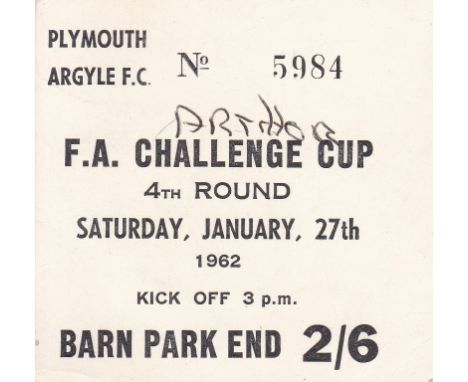 PLYMOUTH
ARGYLE F.C. No 5984
F.A. CHALLENGE CUP
4TH ROUND
SATURDAY, JANUARY, 27th
1962
KICK OFF 3 p.m.
BARN PARK END 2/6